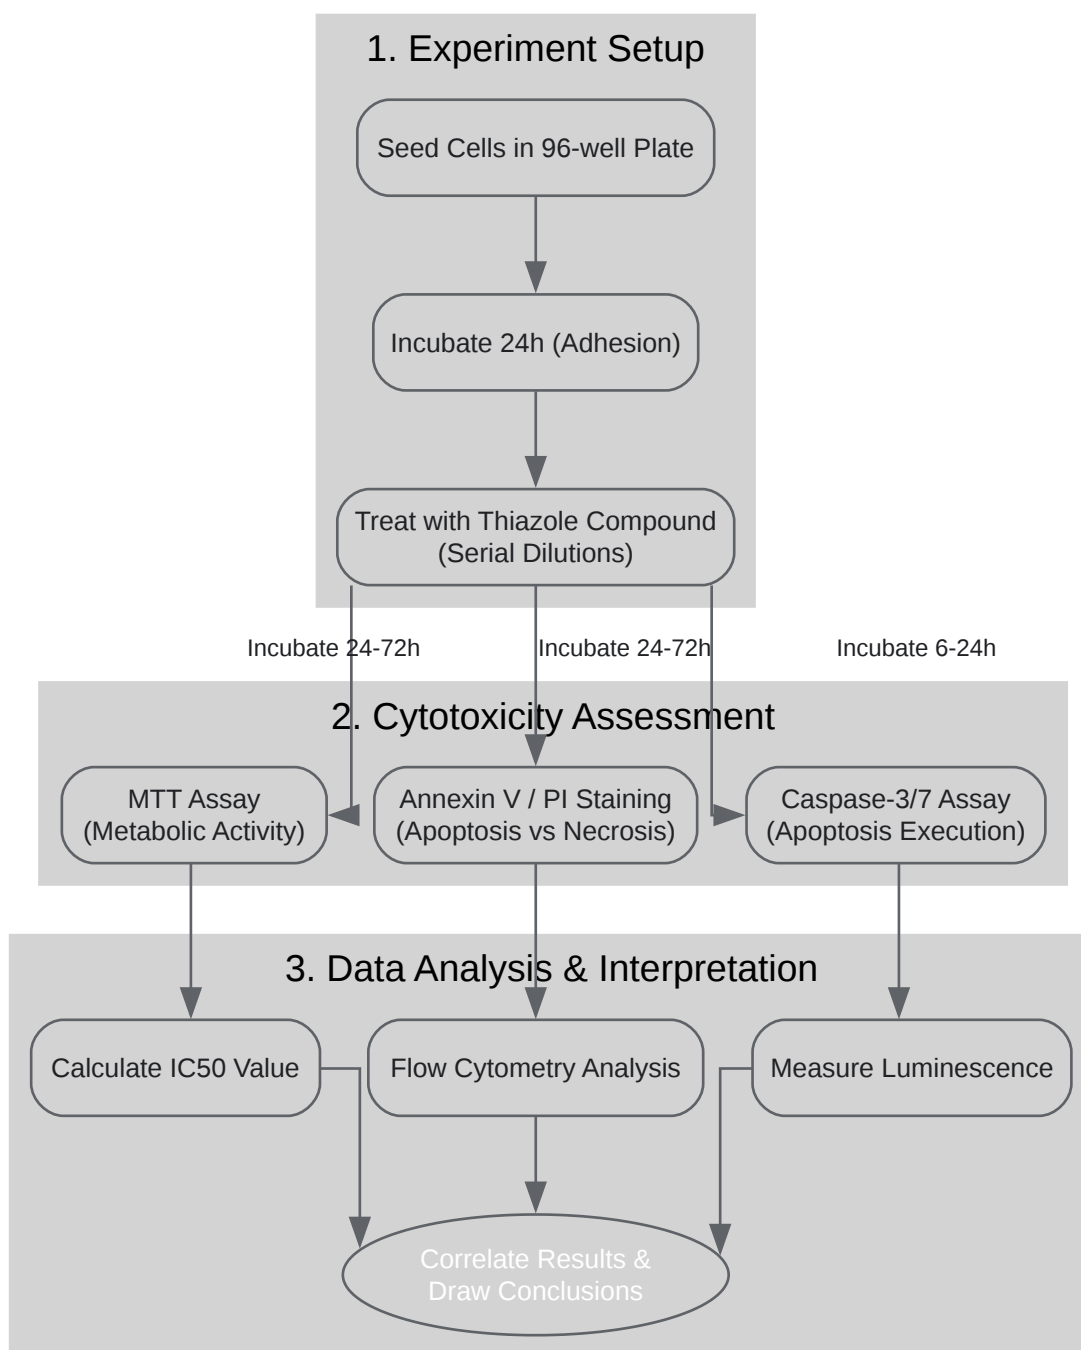 1. Experiment Setup
Seed Cells in 96-well Plate
Incubate 24h (Adhesion)
Treat with Thiazole Compound
(Serial Dilutions)
Incubate 24-72h
Incubate 24-72h
Incubate 6-24h
2. Cytotoxicity Assessment
MTT Assay
(Metabolic Activity)
Annexin V / PI Staining
(Apoptosis vs Necrosis)
Caspase-3/7 Assay
(Apoptosis Execution)
3. Data Analysis & Interpretation
Calculate IC50 Value
Flow Cytometry Analysis
Measure Luminescence
Correlate Results &
Draw Conclusions